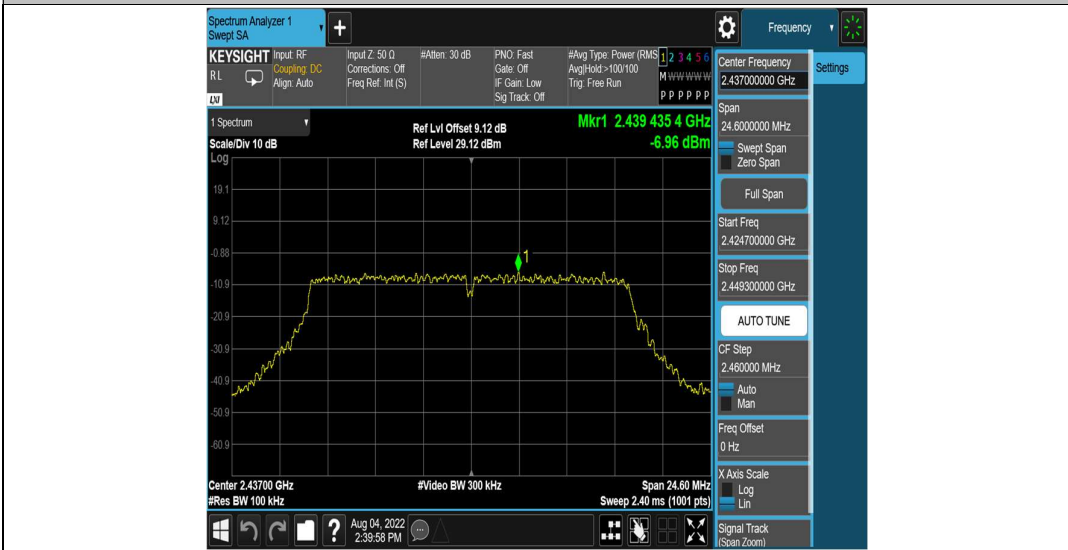 Spectrum Analyzer 1
Swept SA
Frequency
KEYSIGHT
RL
LXI
Input: RF
Coupling: DC
Align: Auto
Input Z: 50 Ω
Corrections: Off
Freq Ref: Int (S)
#Atten: 30 dB
PNO: Fast
Gate: Off
IF Gain: Low
Sig Track: Off
#Avg Type: Power (RMS
Avg|Hold:>100/100
Trig: Free Run
1 2 3 4 5 6
M W W W W W
P P P P P P
1 Spectrum
Scale/Div 10 dB
Log
Ref Lvl Offset 9.12 dB
Ref Level 29.12 dBm
Mkr1 2.439 435 4 GHz
-6.96 dBm
19.1
9.12
-0.88
-10.9
-20.9
-30.9
-40.9
-50.9
-60.9
1
Center 2.43700 GHz
#Res BW 100 kHz
#Video BW 300 kHz
Span 24.60 MHz
Sweep 2.40 ms (1001 pts)
?
Aug 04, 2022
2:39:58 PM
Center Frequency
2.437000000 GHz
Settings
Span
24.6000000 MHz
Swept Span
Zero Span
Full Span
Start Freq
2.424700000 GHz
Stop Freq
2.449300000 GHz
AUTO TUNE
CF Step
2.460000 MHz
Auto
Man
Freq Offset
0 Hz
X Axis Scale
Log
Lin
Signal Track
(Span Zoom)